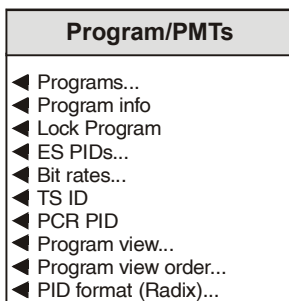 Program/PMTs
Programs...
Program info
Lock Program
ES PIDs...
Bit rates...
TS ID
PCR PID
Program view...
Program view order...
PID format (Radix)...